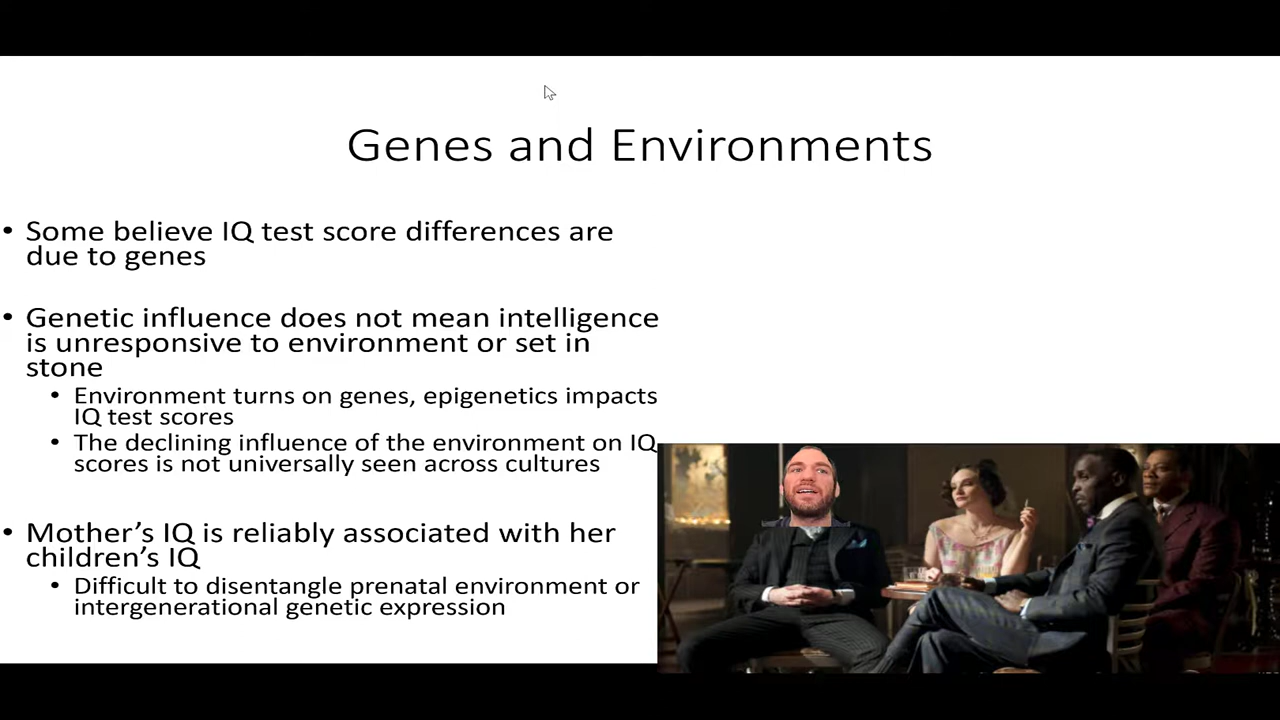 Genes and Environments
• Some believe IQ test score differences are
due to genes
• Genetic influence does not mean intelligence
is unresponsive to environment or set in
stone
• Environment turns on genes, epigenetics impacts
IQ test scores
• The declining influence of the environment on IQ
scores is not universally seen across cultures
• Mother’s IQ is reliably associated with her
children’s IQ
• Difficult to disentangle prenatal environment or
intergenerational genetic expression